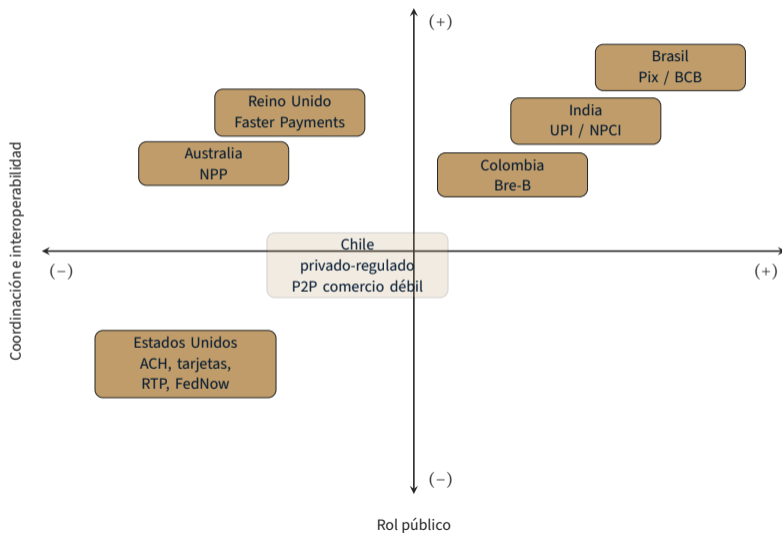 (+)
Brasil
Pix / BCB
Reino Unido
Faster Payments
India
UPI / NPCI
Australia
NPP
Colombia
Bre-B
Coordinación e interoperabilidad
Chile
privado-regulado
P2P comercio débil
(−)
(+)
Estados Unidos
ACH, tarjetas,
RTP, FedNow
(−)
Rol público